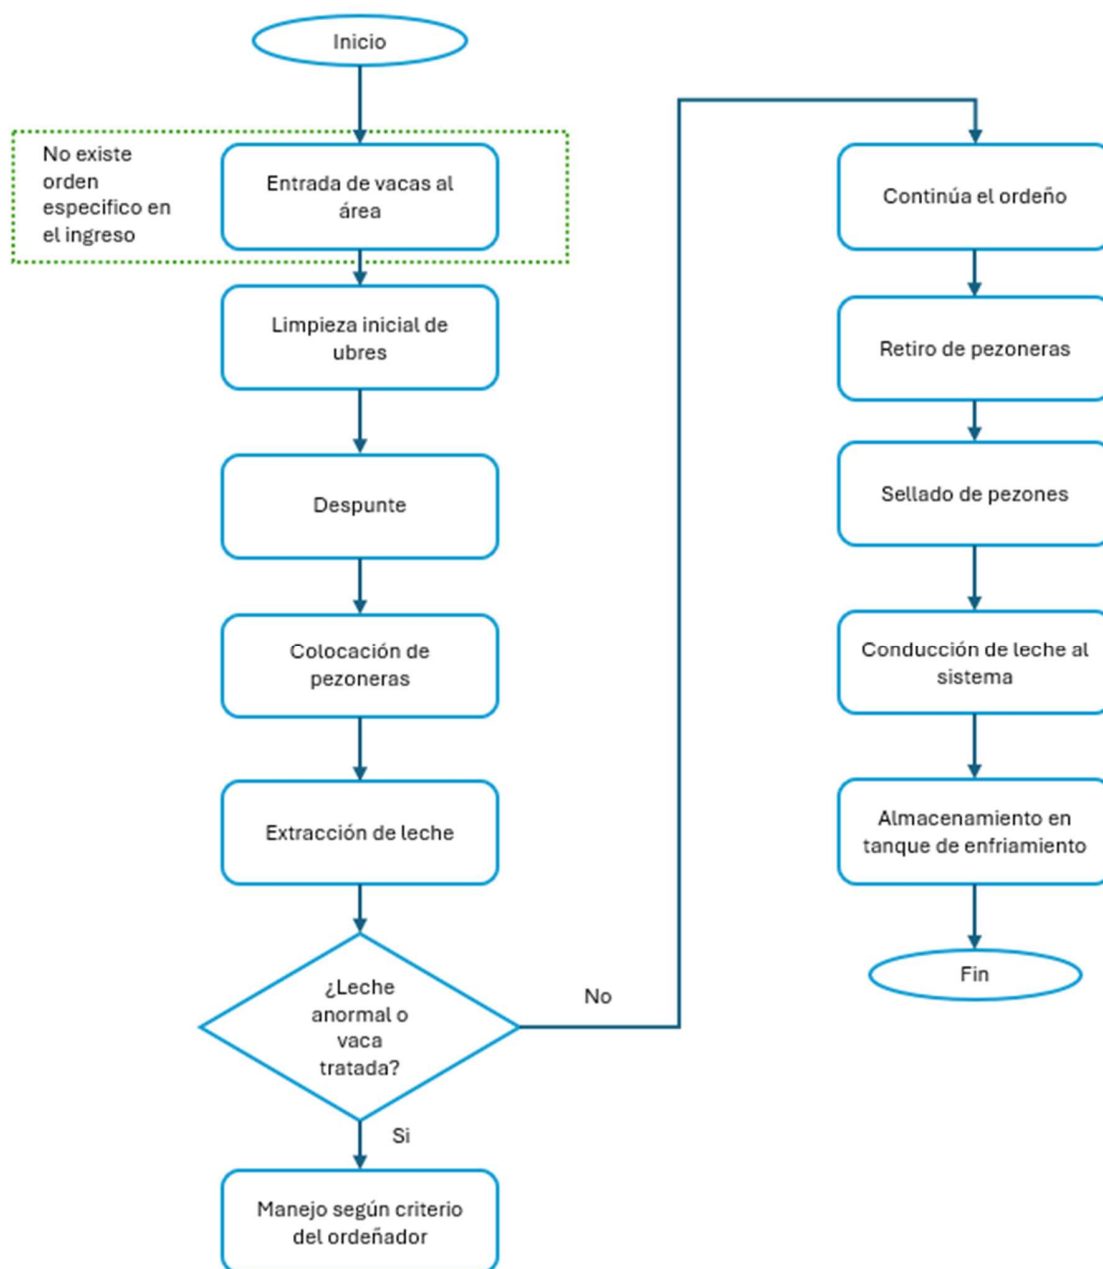 Inicio
No existe
orden
especifico en
el ingreso
Entrada de vacas al
área
Limpieza inicial de
ubres
Despunte
Colocación de
pezoneras
Extracción de leche
¿Leche
anormal o
vaca
tratada?
No
Si
Manejo según criterio
del ordeñador
Continúa el ordeño
Retiro de pezoneras
Sellado de pezones
Conducción de leche al
sistema
Almacenamiento en
tanque de enfriamiento
Fin